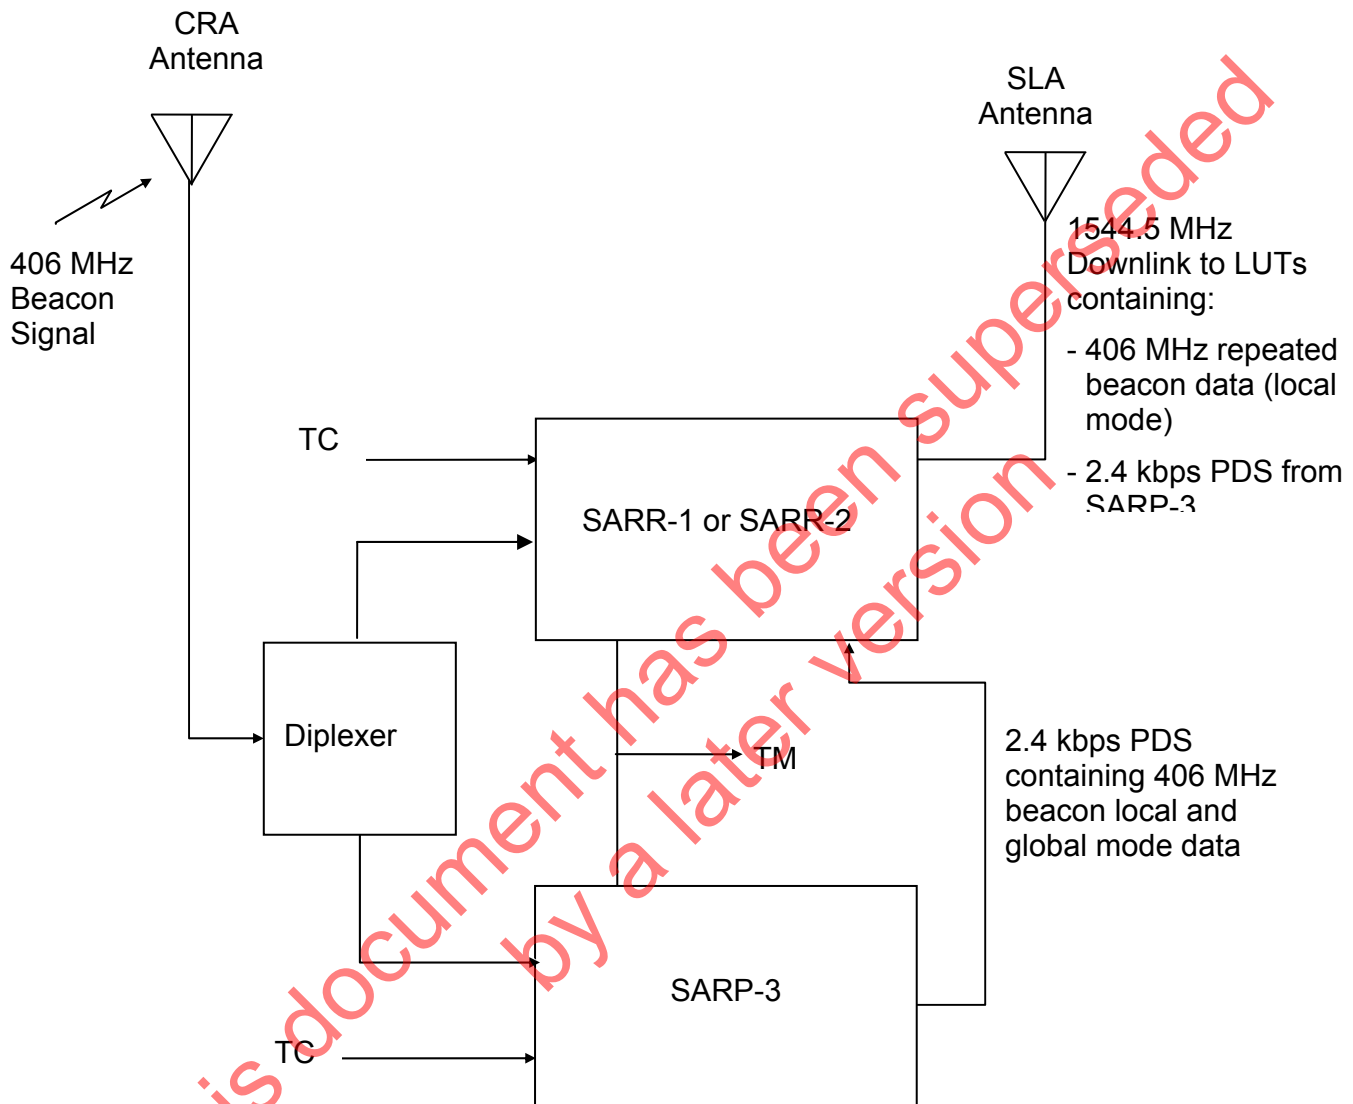 CRA
Antenna
SLA
Antenna
406 MHz
Beacon
Signal
1544.5 MHz
Downlink to LUTs
containing:
- 406 MHz repeated
beacon data (local
mode)
- 2.4 kbps PDS from
SARP-3
TC
SARR-1 or SARR-2
Diplexer
TM
2.4 kbps PDS
containing 406 MHz
beacon local and
global mode data
SARP-3
TC
is document has been superseded
by a later version